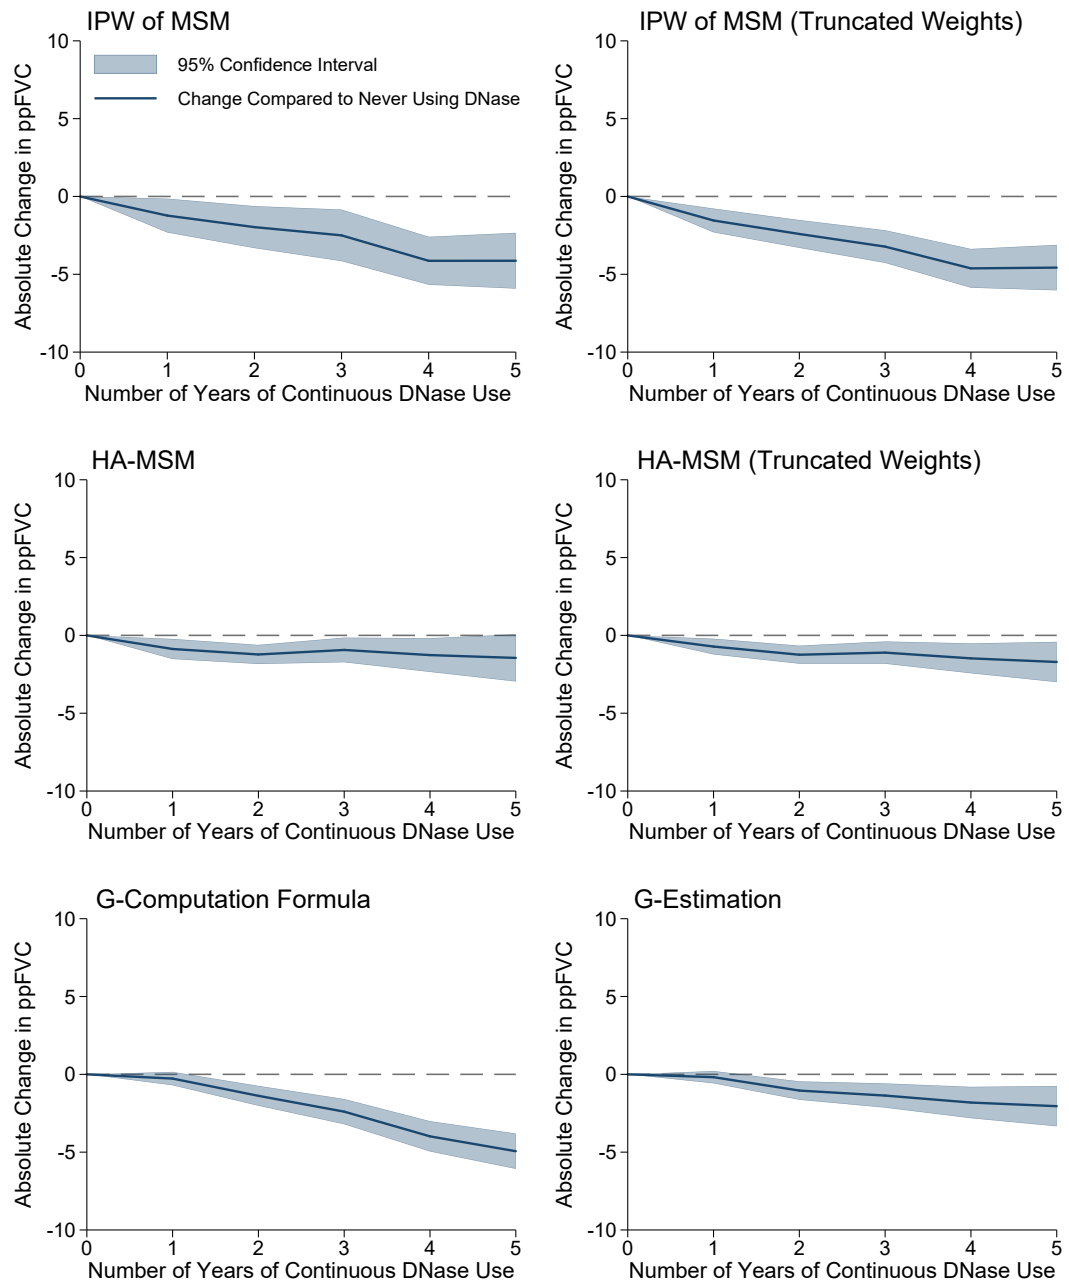 IPW of MSM
10
5
0
-5
-10
Absolute Change in ppFVC
95% Confidence Interval
Change Compared to Never Using DNase
0 1 2 3 4 5
Number of Years of Continuous DNase Use
IPW of MSM (Truncated Weights)
10
5
0
-5
-10
Absolute Change in ppFVC
0 1 2 3 4 5
Number of Years of Continuous DNase Use
HA-MSM
10
5
0
-5
-10
Absolute Change in ppFVC
0 1 2 3 4 5
Number of Years of Continuous DNase Use
HA-MSM (Truncated Weights)
10
5
0
-5
-10
Absolute Change in ppFVC
0 1 2 3 4 5
Number of Years of Continuous DNase Use
G-Computation Formula
10
5
0
-5
-10
Absolute Change in ppFVC
0 1 2 3 4 5
Number of Years of Continuous DNase Use
G-Estimation
10
5
0
-5
-10
Absolute Change in ppFVC
0 1 2 3 4 5
Number of Years of Continuous DNase Use